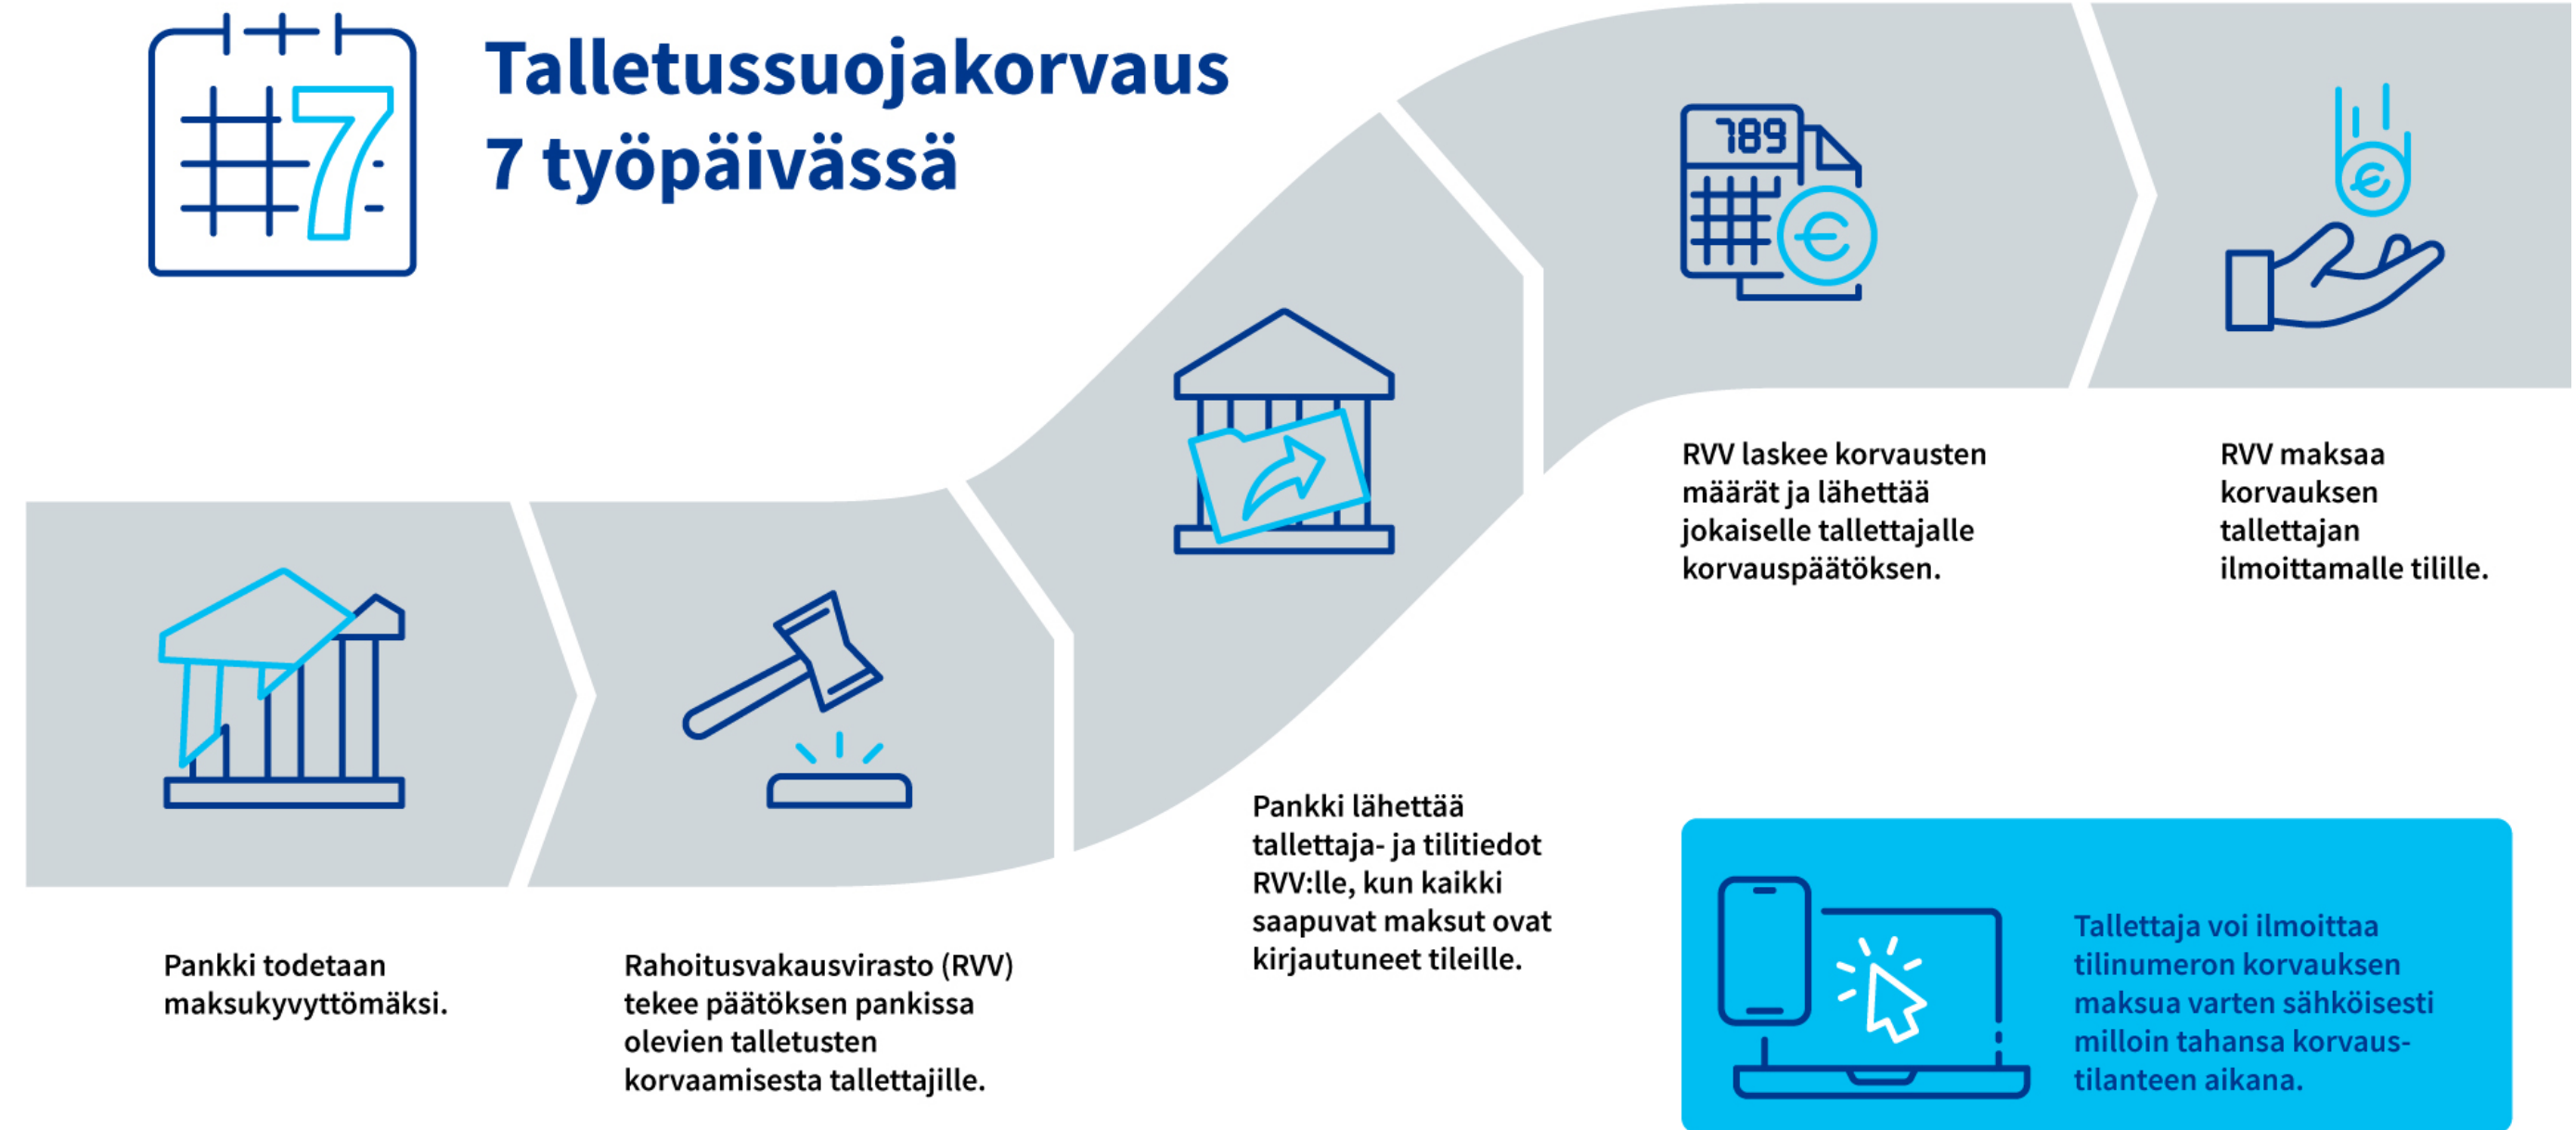 7
Talletussuojakorvaus
7 työpäivässä
Pankki todetaan
maksukyvyttömäksi.
Rahoitusvakausvirasto (RVV)
tekee päätöksen pankissa
olevien talletusten
korvaamisesta tallettajille.
Pankki lähettää
tallettaja- ja tilitiedot
RVV:lle, kun kaikki
saapuvat maksut ovat
kirjautuneet tileille.
789
€
RVV laskee korvausten
määrät ja lähettää
jokaiselle tallettajalle
korvauspäätöksen.
€
RVV maksaa
korvauksen
tallettajan
ilmoittamalle tilille.
Tallettaja voi ilmoittaa
tilinumeron korvauksen
maksua varten sähköisesti
milloin tahansa korvaus-
tilanteen aikana.